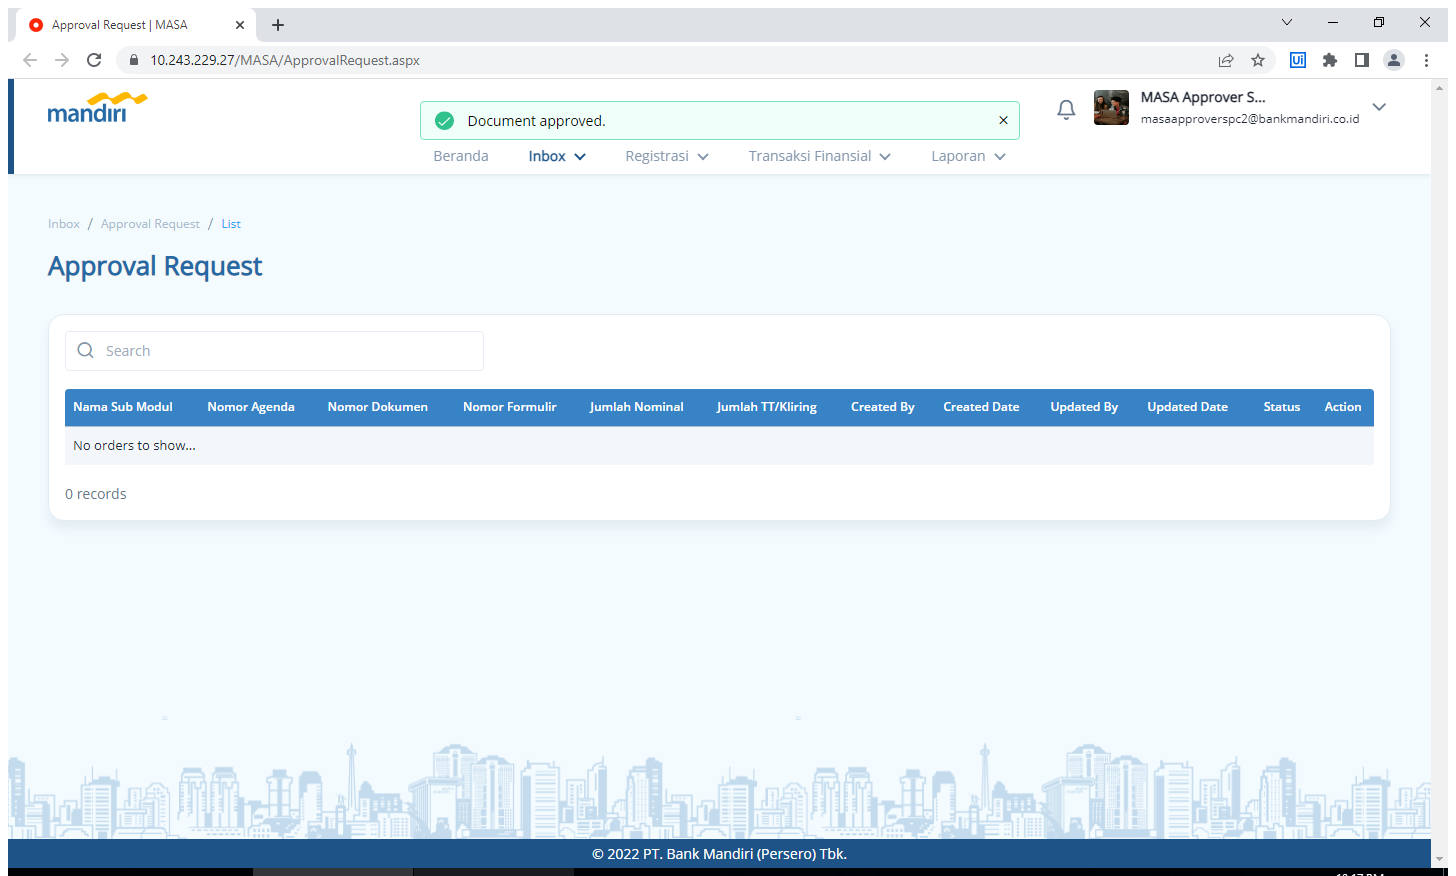 Approval Request | MASA
10.243.229.27/MASA/ApprovalRequest.aspx
Ui
mandiri
Document approved.
MASA Approver S...
masaapproverspc2@bankmandiri.co.id
Beranda Inbox Registrasi Transaksi Finansial Laporan
Inbox / Approval Request / List
Approval Request
Search
Nama Sub Modul Nomor Agenda Nomor Dokumen Nomor Formulir Jumlah Nominal Jumlah TT/Kliring Created By Created Date Updated By Updated Date Status Action
No orders to show...
0 records
© 2022 PT. Bank Mandiri (Persero) Tbk.